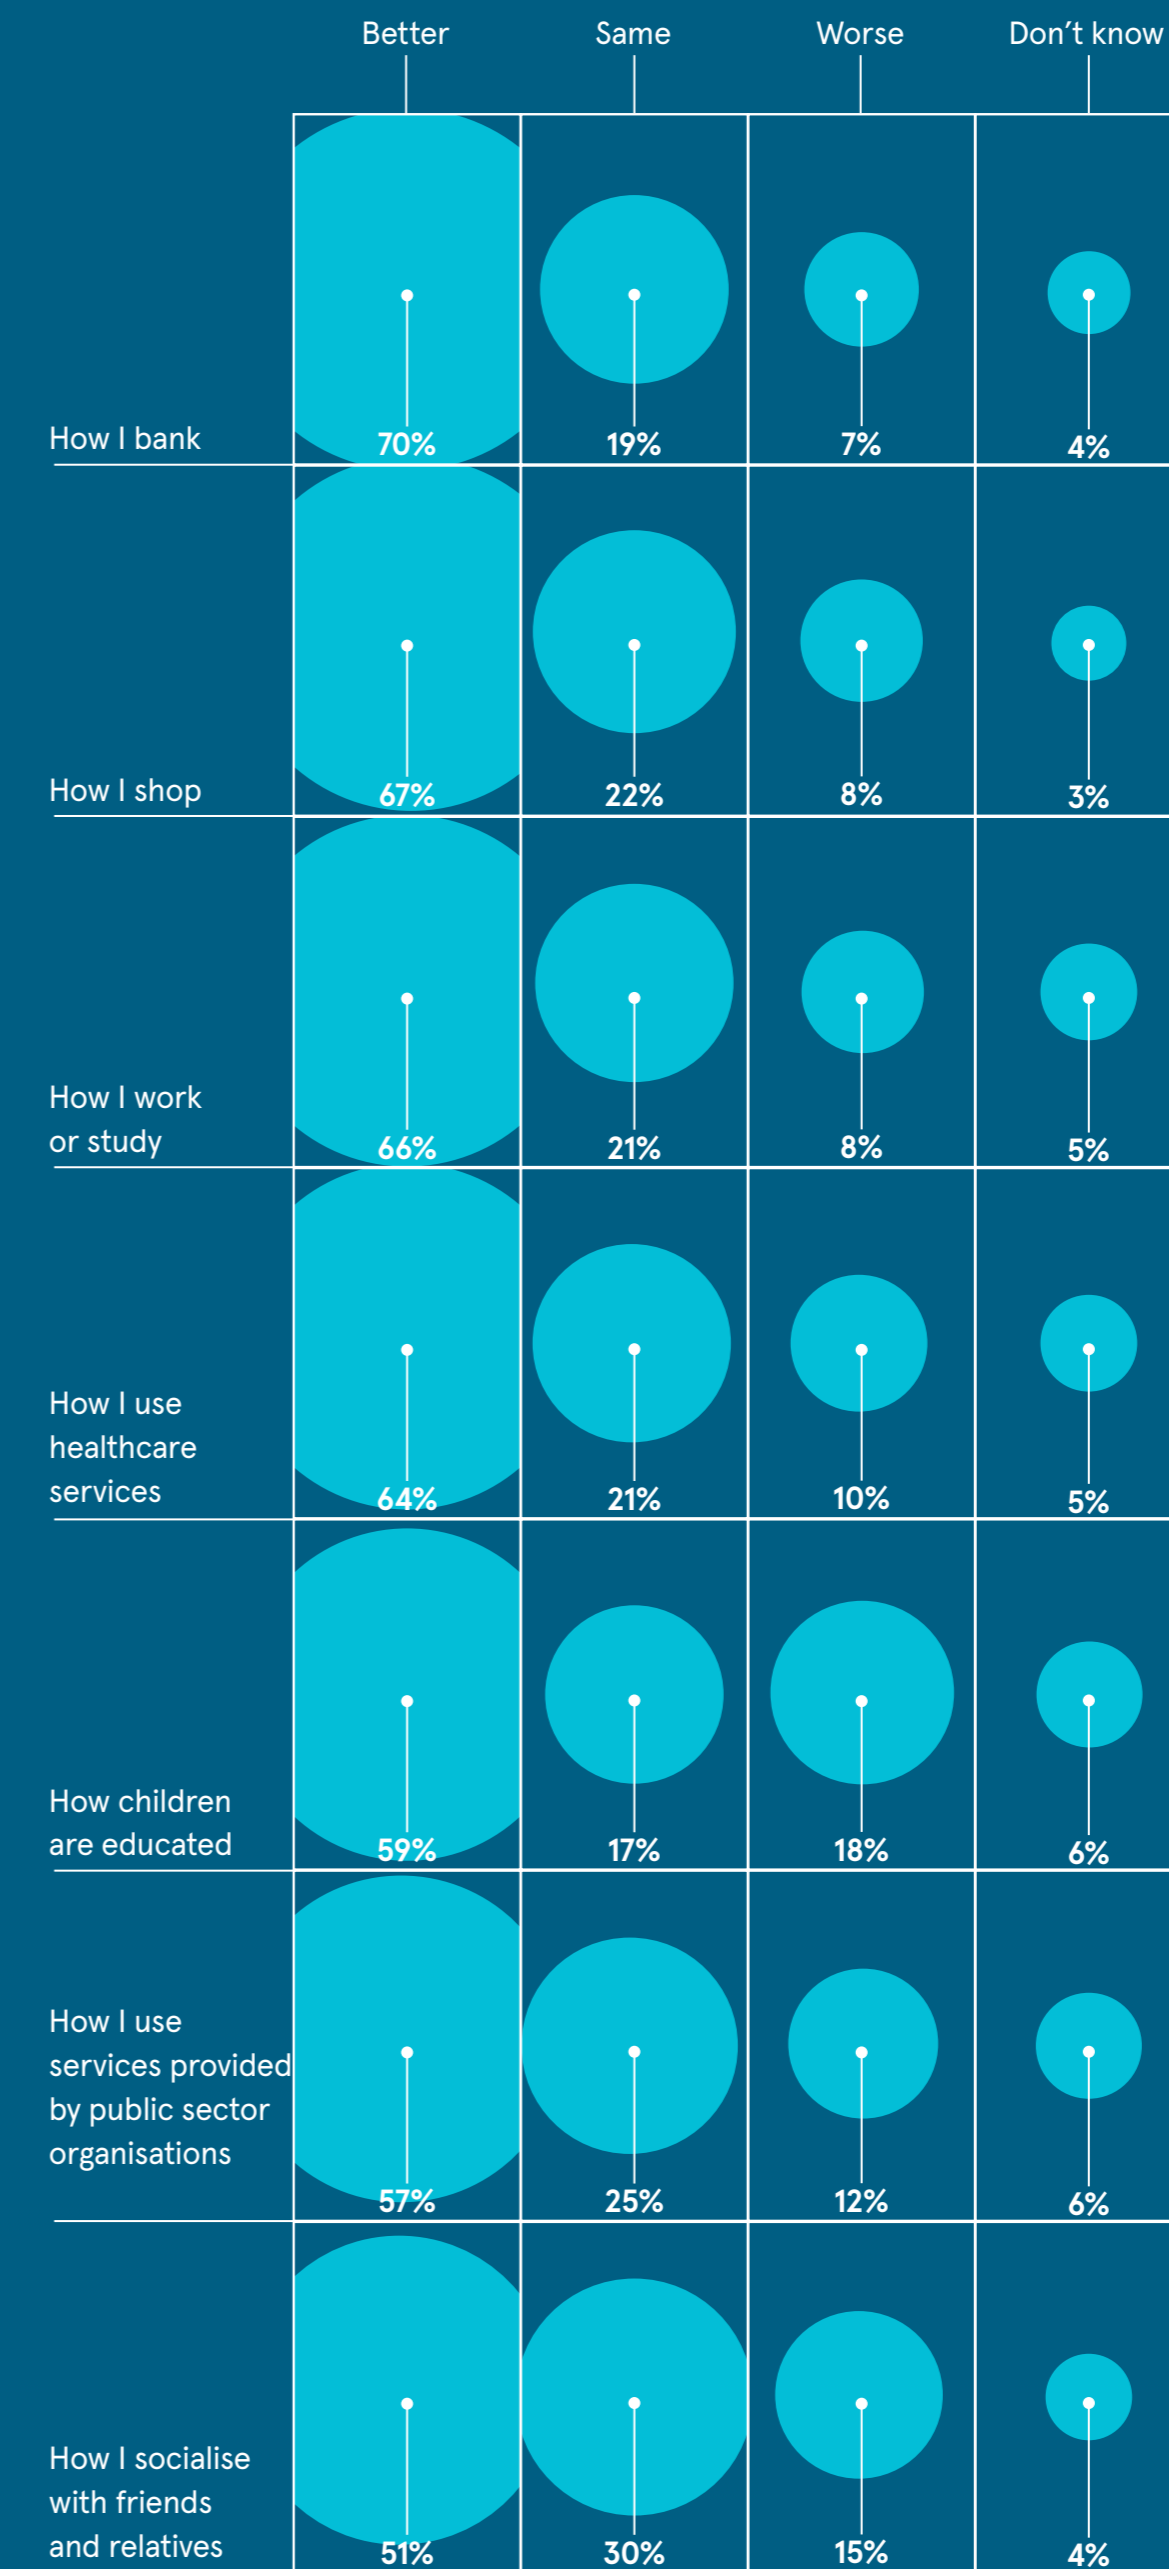 Better Same Worse Don't know
How I bank
70% 19% 7% 4%
How I shop
67% 22% 8% 3%
How I work
or study
66% 21% 8% 5%
How I use
healthcare
services
64% 21% 10% 5%
How children
are educated
59% 17% 18% 6%
How I use
services provided
by public sector
organisations
57% 25% 12% 6%
How I socialise
with friends
and relatives
51% 30% 15% 4%